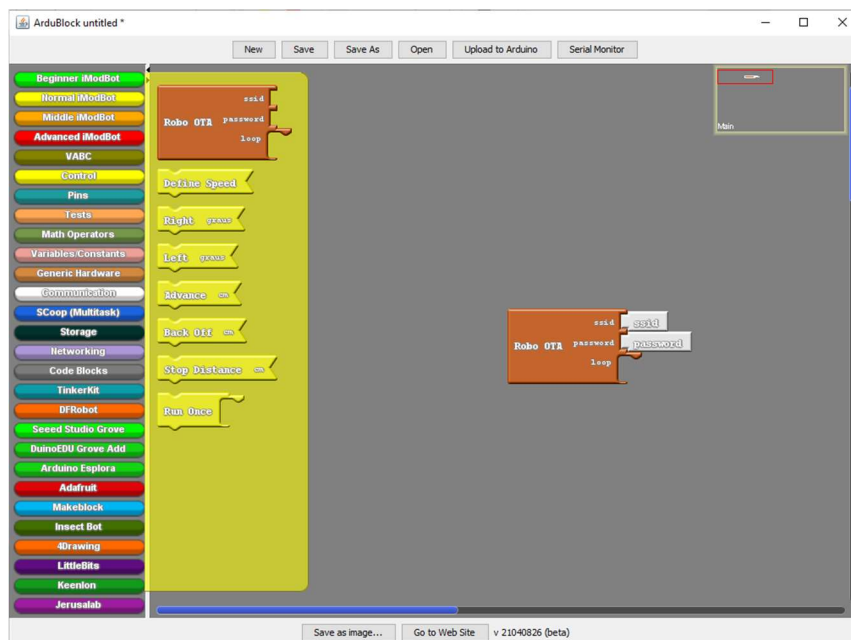 ArduBlock untitled *
New Save Save As Open Upload to Arduino Serial Monitor
Beginner iModBot
Normal iModBot
Middle iModBot
Advanced iModBot
VABC
Control
Pins
Tests
Math Operators
Variables/Constants
Generic Hardware
Communication
SCoop (Multitask)
Storage
Networking
Code Blocks
TinkerKit
DFRobot
Seeed Studio Grove
DuinoEDU Grove Add
Arduino Esplora
Adafruit
Makeblock
Insect Bot
4Drawing
LittleBits
Keenlon
Jerusalab
ssid
Robo OTA password
loop
Define Speed
Right graus
Left graus
Advance cm
Back Off cm
Stop Distance cm
Run Once
Main
ssid ssid
Robo OTA password password
loop
Save as image... Go to Web Site v 21040826 (beta)